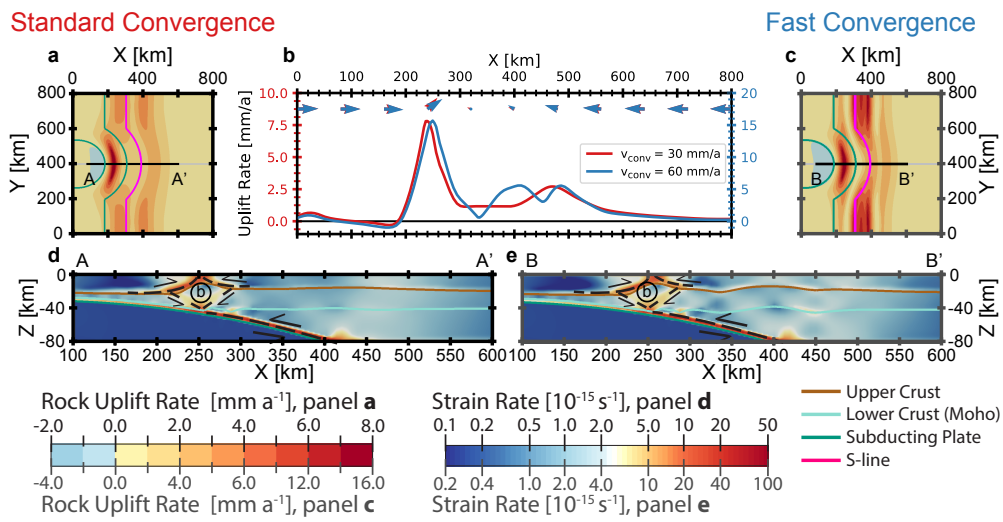 Standard Convergence
Fast Convergence
a
X [km]
0 400 800
800
600
400
200
0
Y [km]
A
A'
b
X [km]
0 100 200 300 400 500 600 700 800
Uplift Rate [mm/a]
10.0
7.5
5.0
2.5
0.0
20
15
10
5
0
v_conv = 30 mm/a
v_conv = 60 mm/a
c
X [km]
0 400 800
800
600
400
200
0
Y [km]
B
B'
d
A
A'
0
-40
-80
Z [km]
b
100 150 200 250 300 350 400 450 500 550 600
X [km]
e
B
B'
0
-40
-80
Z [km]
b
100 150 200 250 300 350 400 450 500 550 600
X [km]
Rock Uplift Rate [mm a⁻¹], panel a
-2.0 0.0 2.0 4.0 6.0 8.0
-4.0 0.0 4.0 8.0 12.0 16.0
Rock Uplift Rate [mm a⁻¹], panel c
Strain Rate [10⁻¹⁵ s⁻¹], panel d
0.1 0.2 0.5 1.0 2.0 5.0 10 20 50
0.2 0.4 1.0 2.0 4.0 10 20 40 100
Strain Rate [10⁻¹⁵ s⁻¹], panel e
Upper Crust
Lower Crust (Moho)
Subducting Plate
S-line